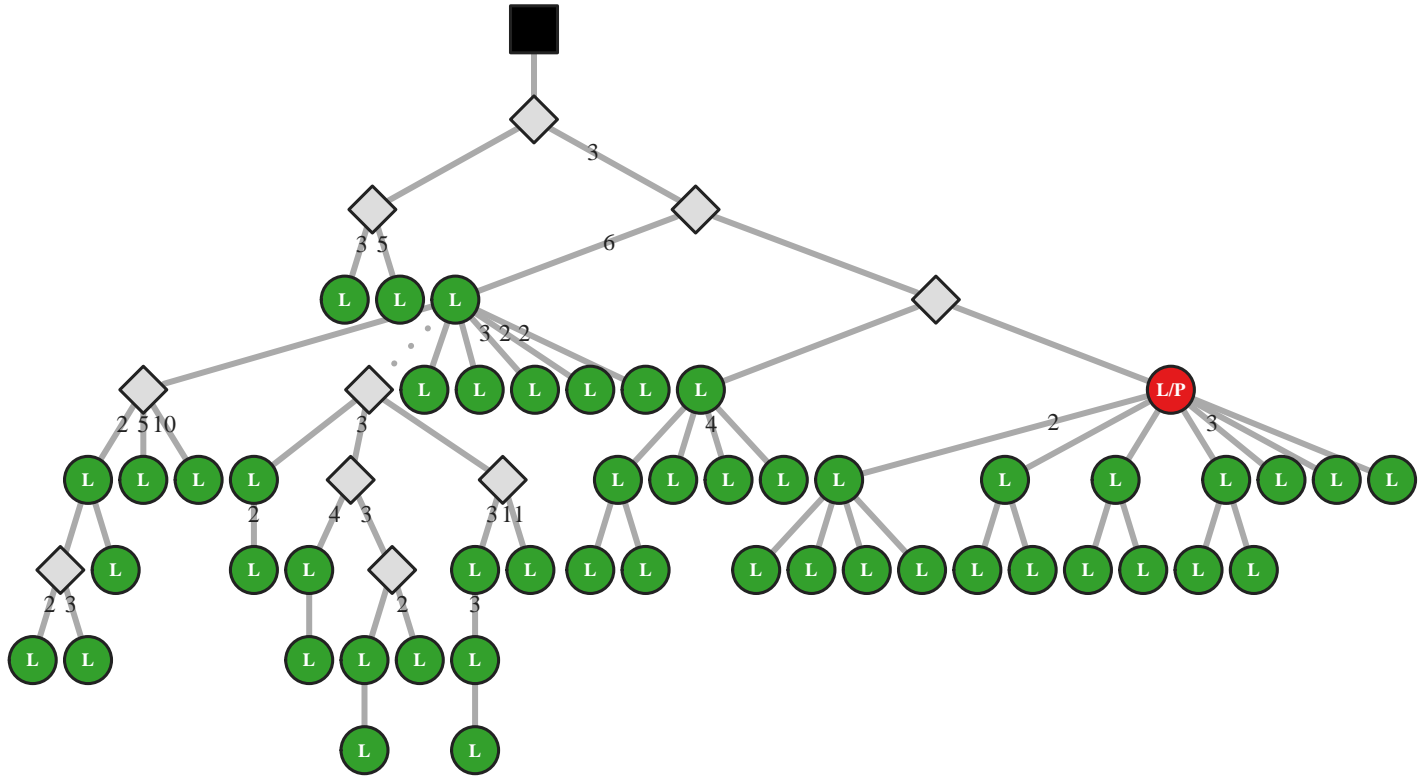 3
3 5 6
L L L
3 2 2
L L L L L L L/P
2 5 10 3 4 2 3
L L L L L L L L L L L L L L L L
2 4 3 3 11
L L L L L L L L L L L L L L L L L L
2 3 2 3
L L L L L L
L L